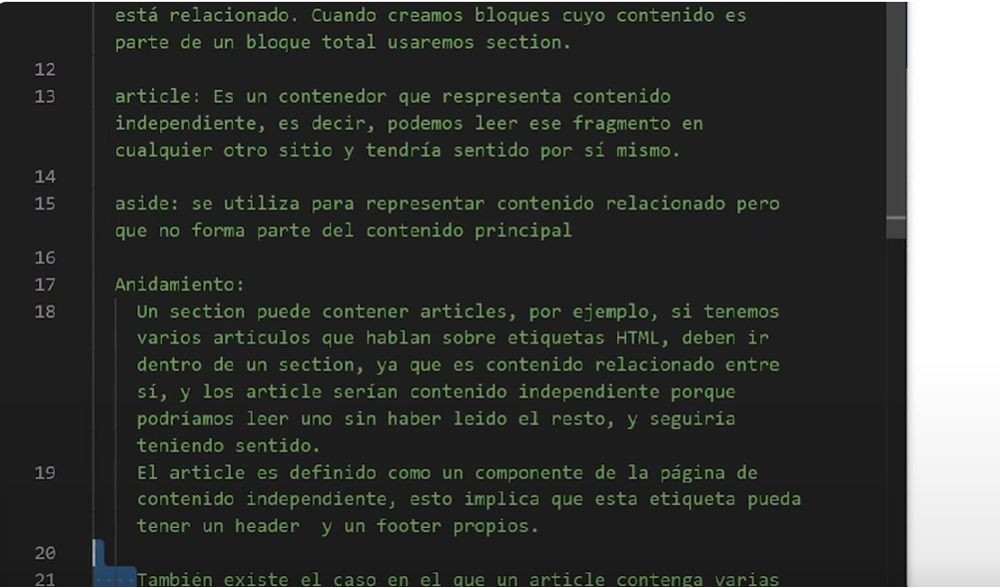 está relacionado. Cuando creamos bloques cuyo contenido es
parte de un bloque total usaremos section.
12
13 article: Es un contenedor que respresenta contenido
independiente, es decir, podemos leer ese fragmento en
cualquier otro sitio y tendría sentido por sí mismo.
14
15 aside: se utiliza para representar contenido relacionado pero
que no forma parte del contenido principal
16
17 Anidamiento:
18 Un section puede contener articles, por ejemplo, si tenemos
varios artículos que hablan sobre etiquetas HTML, deben ir
dentro de un section, ya que es contenido relacionado entre
sí, y los article serían contenido independiente porque
podríamos leer uno sin haber leido el resto, y seguiría
teniendo sentido.
19 El article es definido como un componente de la página de
contenido independiente, esto implica que esta etiqueta pueda
tener un header  y un footer propios.
20
21 También existe el caso en el que un article contenga varias